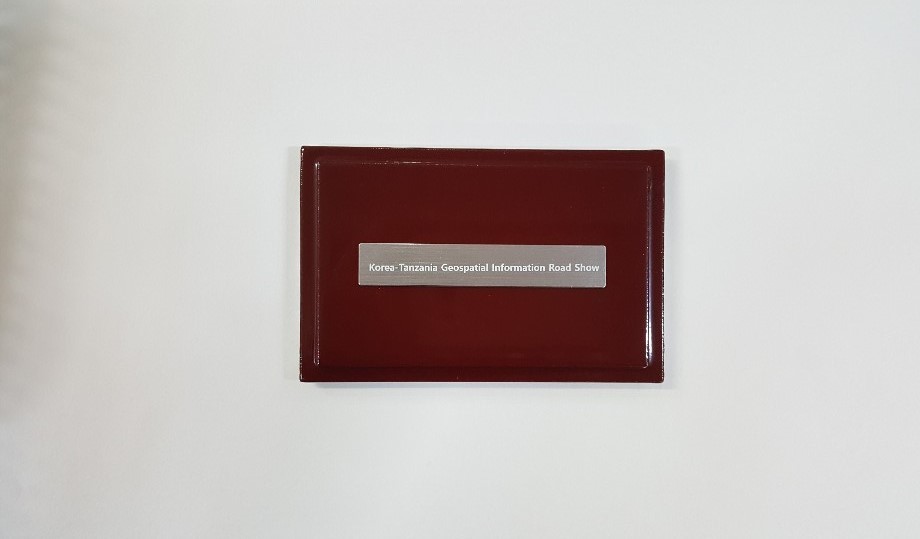 Korea-Tanzania Geospatial Information Road Show